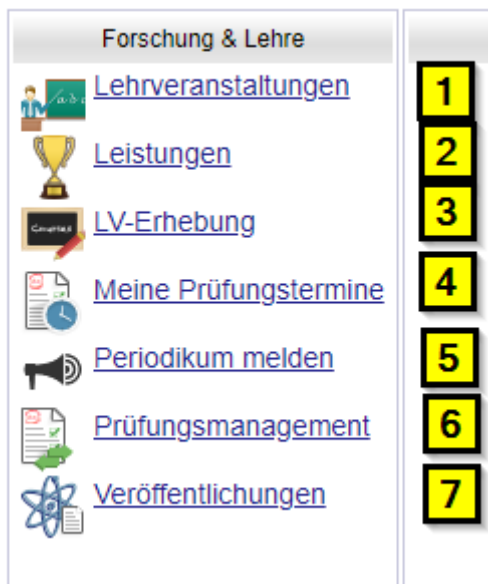 Forschung & Lehre
Lehrveranstaltungen 1
Leistungen 2
Courses
LV-Erhebung 3
Meine Prüfungstermine 4
Periodikum melden 5
Prüfungsmanagement 6
Veröffentlichungen 7